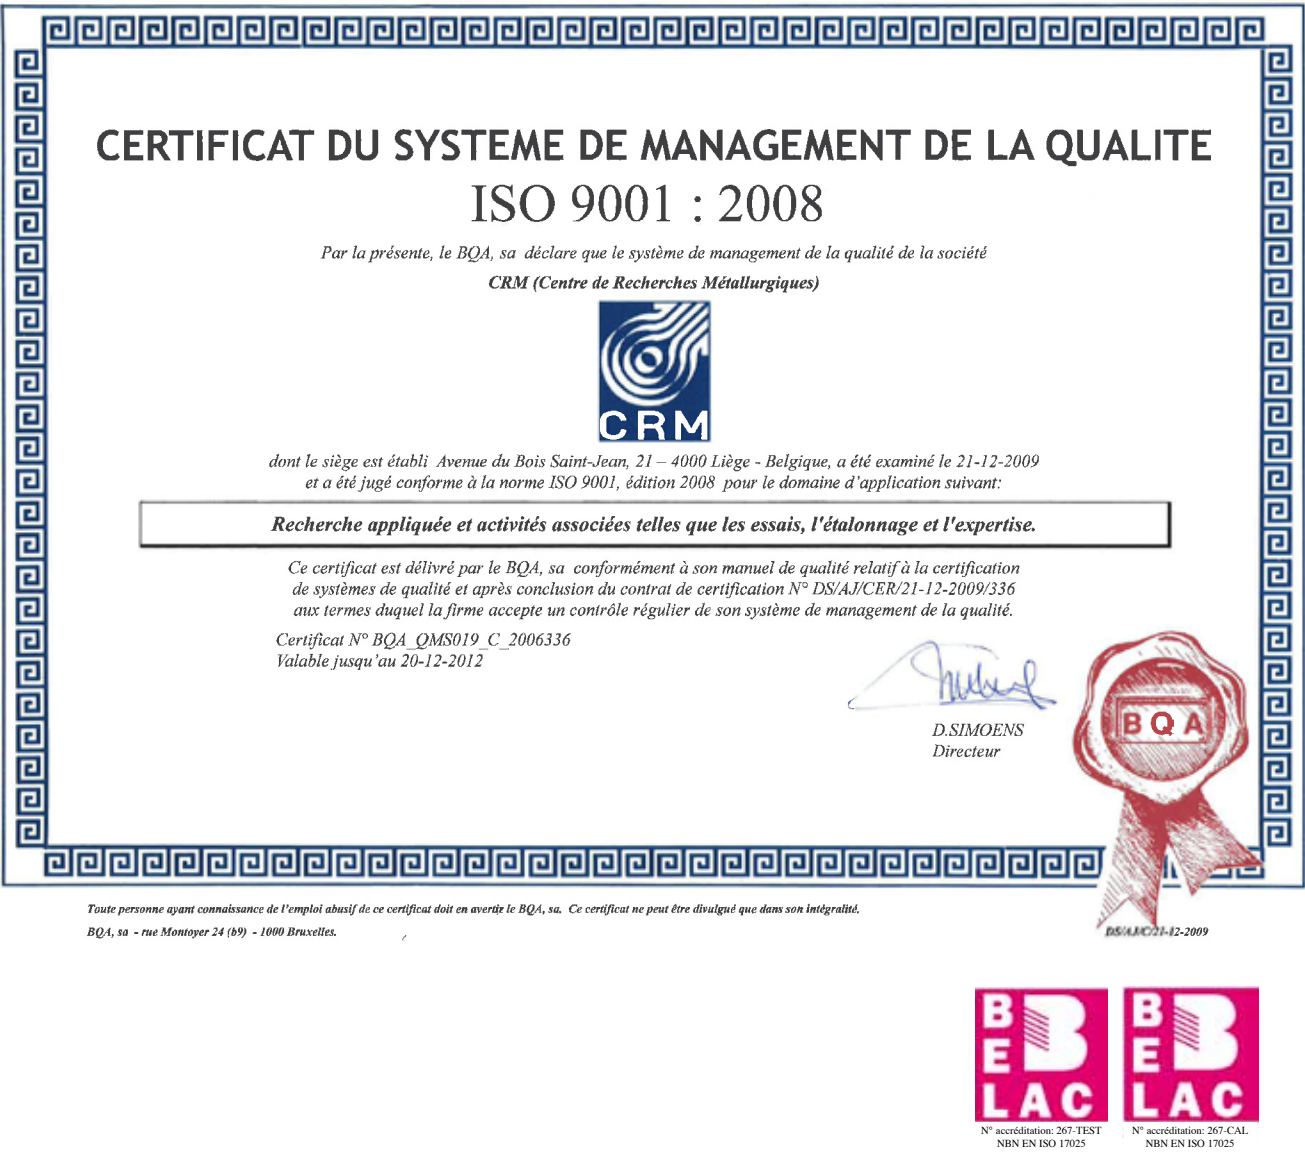 CERTIFICAT DU SYSTEME DE MANAGEMENT DE LA QUALITE
ISO 9001 : 2008
Par la présente, le BQA, sa déclare que le système de management de la qualité de la société
CRM (Centre de Recherches Métallurgiques)
CRM
dont le siège est établi Avenue du Bois Saint-Jean, 21 – 4000 Liège - Belgique, a été examiné le 21-12-2009
et a été jugé conforme à la norme ISO 9001, édition 2008 pour le domaine d'application suivant:
Recherche appliquée et activités associées telles que les essais, l'étalonnage et l'expertise.
Ce certificat est délivré par le BQA, sa conformément à son manuel de qualité relatif à la certification
de systèmes de qualité et après conclusion du contrat de certification N° DS/AJ/CER/21-12-2009/336
aux termes duquel la firme accepte un contrôle régulier de son système de management de la qualité.
Certificat N° BQA_QMS019_C_2006336
Valable jusqu'au 20-12-2012
D.SIMOENS
Directeur
BQA
Toute personne ayant connaissance de l'emploi abusif de ce certificat doit en avertir le BQA, sa. Ce certificat ne peut être divulgué que dans son intégralité.
BQA, sa - rue Montoyer 24 (b9) - 1000 Bruxelles.
DS/AJ/C/21-12-2009
BELAC
N° accréditation: 267-TEST
NBN EN ISO 17025
BELAC
N° accréditation: 267-CAL
NBN EN ISO 17025